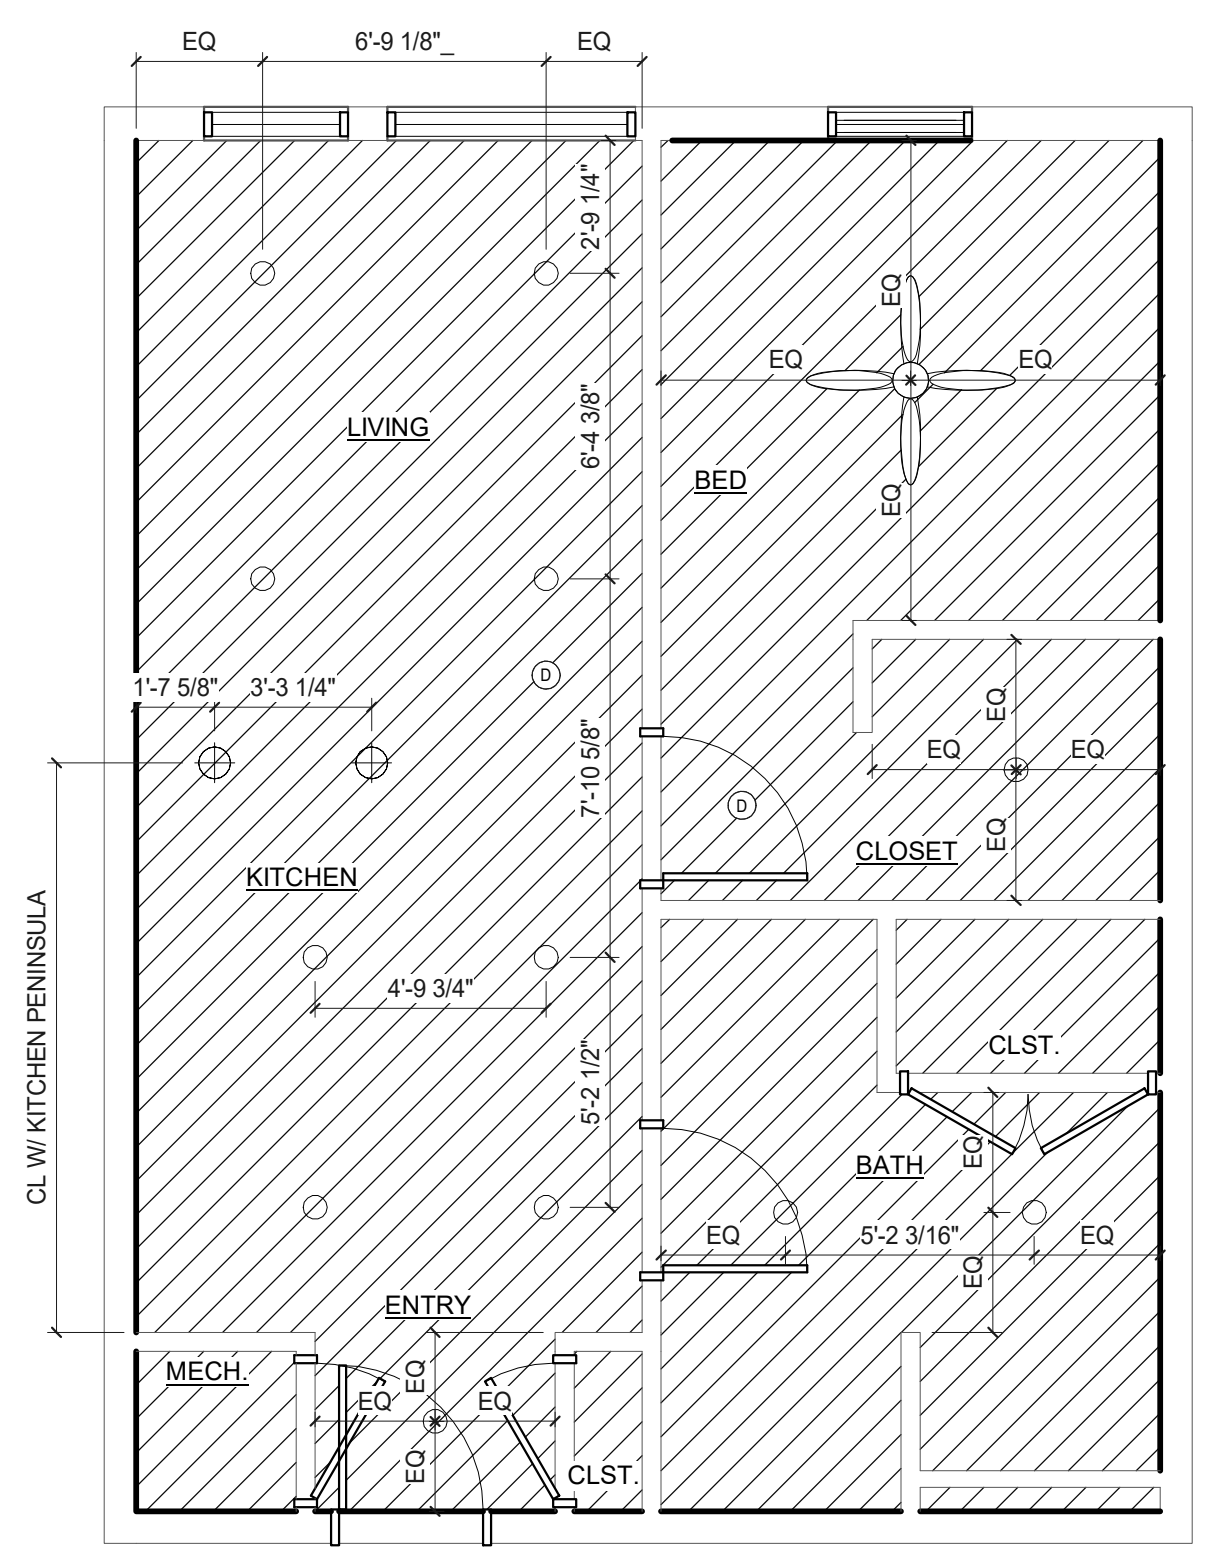 EQ 6'-9 1/8"_ EQ
2'-9 1/4"
EQ
EQ EQ
6'-4 3/8"
LIVING
BED
EQ
D
1'-7 5/8" 3'-3 1/4"
EQ
7'-10 5/8"
EQ EQ
D
EQ
CLOSET
KITCHEN
CL W/ KITCHEN PENINSULA
4'-9 3/4"
CLST.
5'-2 1/2"
EQ
BATH
EQ 5'-2 3/16" EQ
EQ
ENTRY
MECH.
EQ
EQ EQ
EQ
CLST.